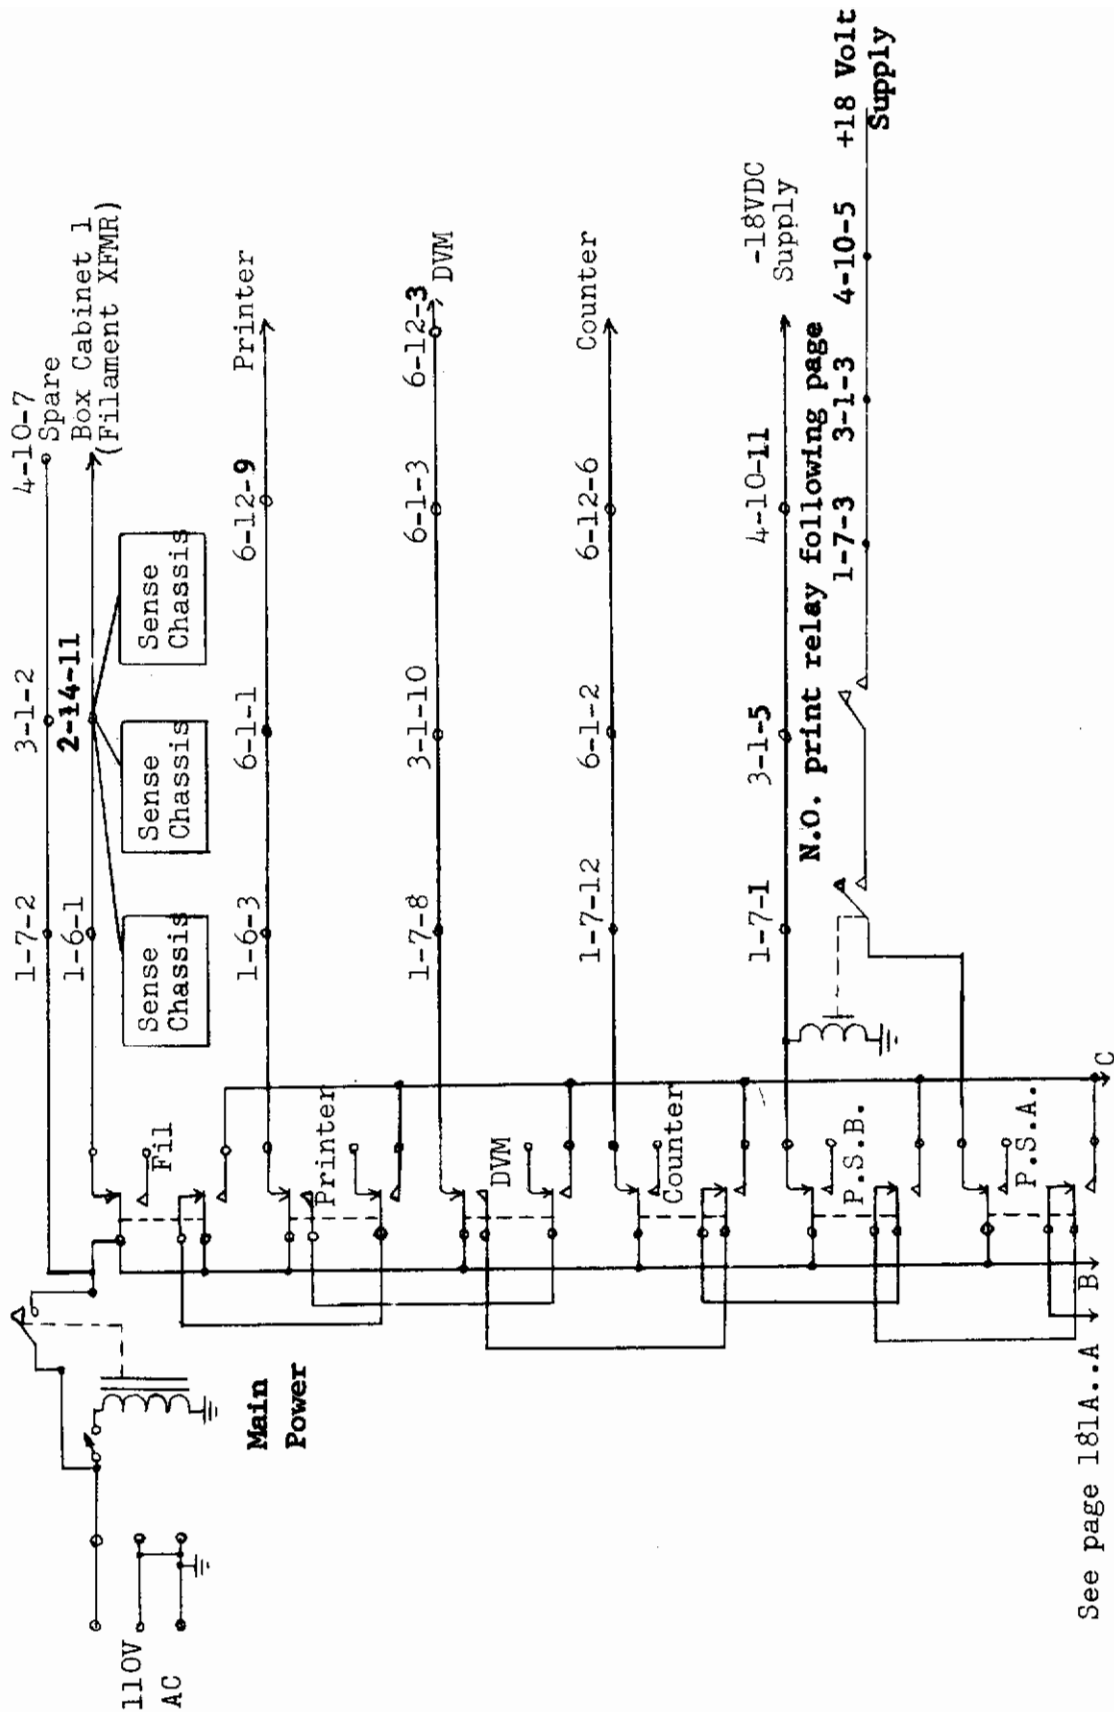 4-10-7
Spare
1-7-2
3-1-2
Box Cabinet 1
(Filament XFMR)
1-6-1
2-14-11
Sense
Chassis
Sense
Chassis
Sense
Chassis
Fil
1-6-3
6-1-1
6-12-9
Printer
Printer
1-7-8
3-1-10
6-1-3
6-12-3
DVM
DVM
1-7-12
6-1-2
6-12-6
Counter
Counter
1-7-1
3-1-5
4-10-11
-18VDC
Supply
P.S.B.
N.O. print relay following page
1-7-3
3-1-3
4-10-5
+18 Volt
Supply
P.S.A.
110V
AC
Main
Power
See page 181A..A
B
C